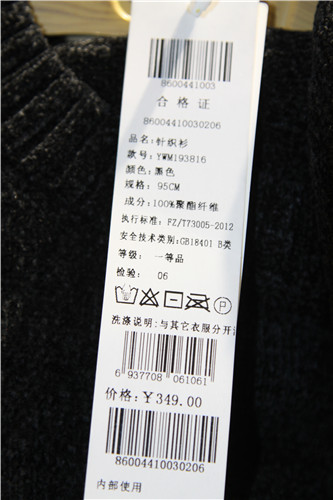 8600441003
合格证
86004410030206
品名：针织衫
款号：YWM193816
颜色：黑色
规格：95CM
成分：100%聚酯纤维
执行标准：FZ/T73005-2012
安全技术类别：GB18401 B类
等级：一等品
检验：06
P
洗涤说明：与其它衣服分开
6 937708 061061
价格：¥349.00
86004410030206
内部使用